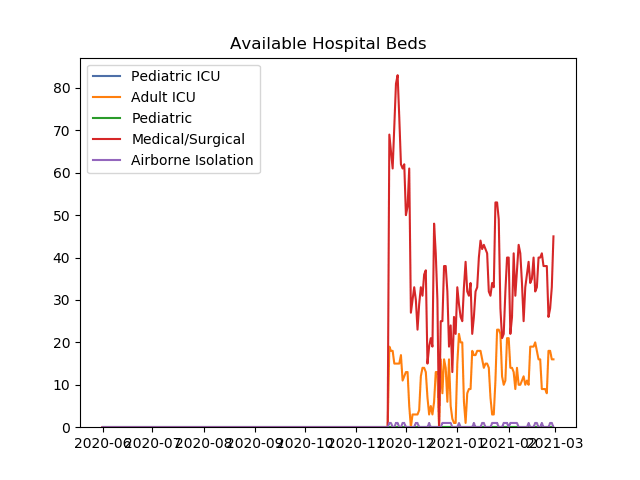 Available Hospital Beds
Pediatric ICU
Adult ICU
Pediatric
Medical/Surgical
Airborne Isolation
80
70
60
50
40
30
20
10
0
2020-06 2020-07 2020-08 2020-09 2020-10 2020-11 2020-12 2021-01 2021-02 2021-03